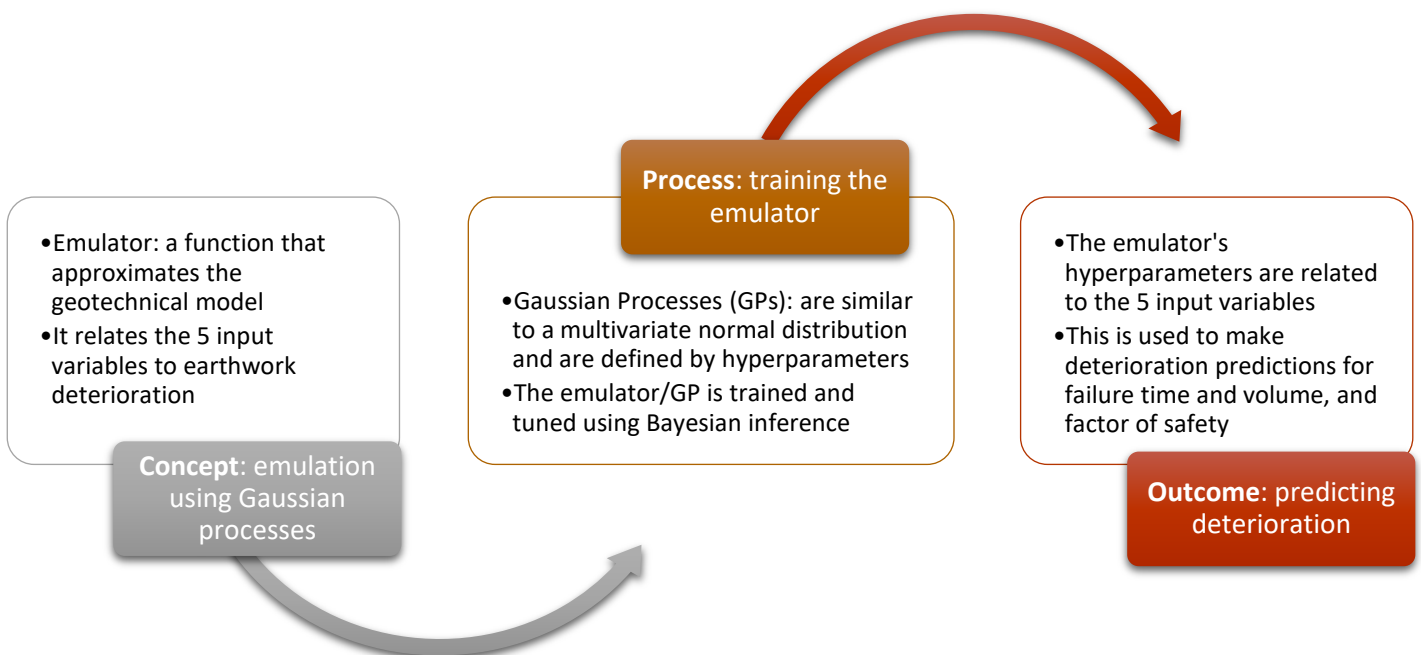 •Emulator: a function that
approximates the
geotechnical model
•It relates the 5 input
variables to earthwork
deterioration
Concept: emulation
using Gaussian
processes
Process: training the
emulator
•Gaussian Processes (GPs): are similar
to a multivariate normal distribution
and are defined by hyperparameters
•The emulator/GP is trained and
tuned using Bayesian inference
•The emulator's
hyperparameters are related
to the 5 input variables
•This is used to make
deterioration predictions for
failure time and volume, and
factor of safety
Outcome: predicting
deterioration